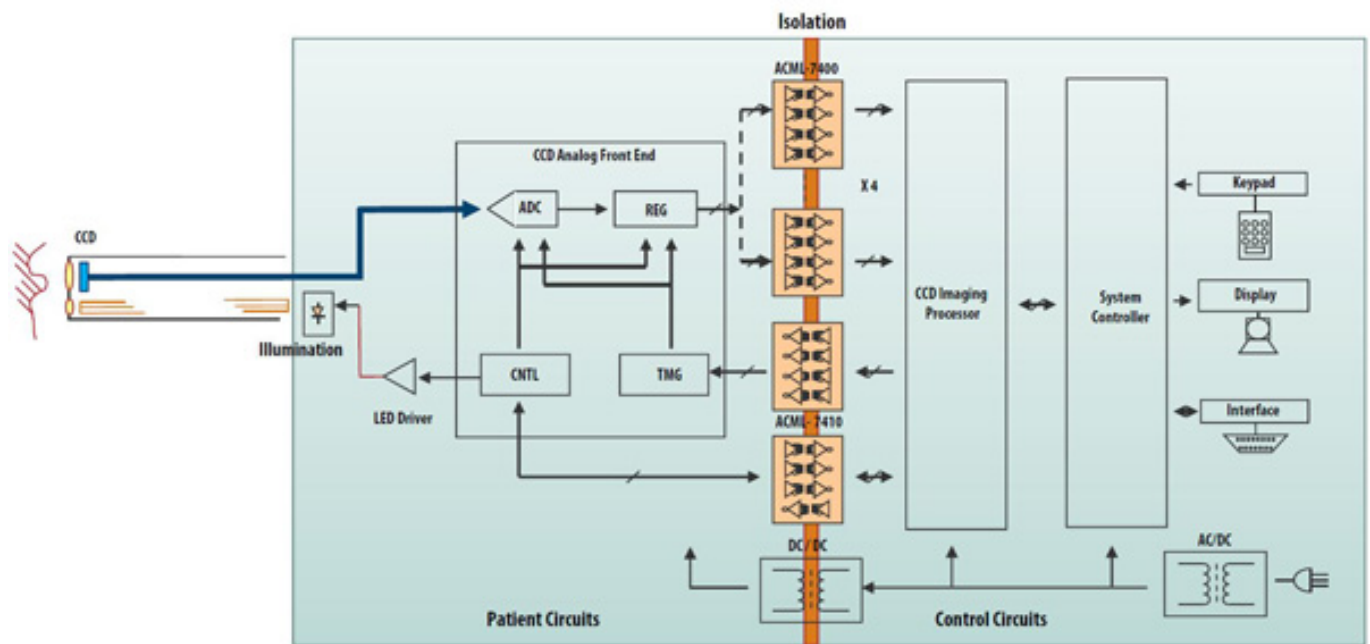 Isolation
ACML-7400
CCD Analog Front End
ADC
REG
X 4
Keypad
CCD
CCD Imaging
Processor
System
Controller
Display
Illumination
CNTL
TMG
LED Driver
ACML- 7410
Interface
DC / DC
AC/DC
Patient Circuits
Control Circuits